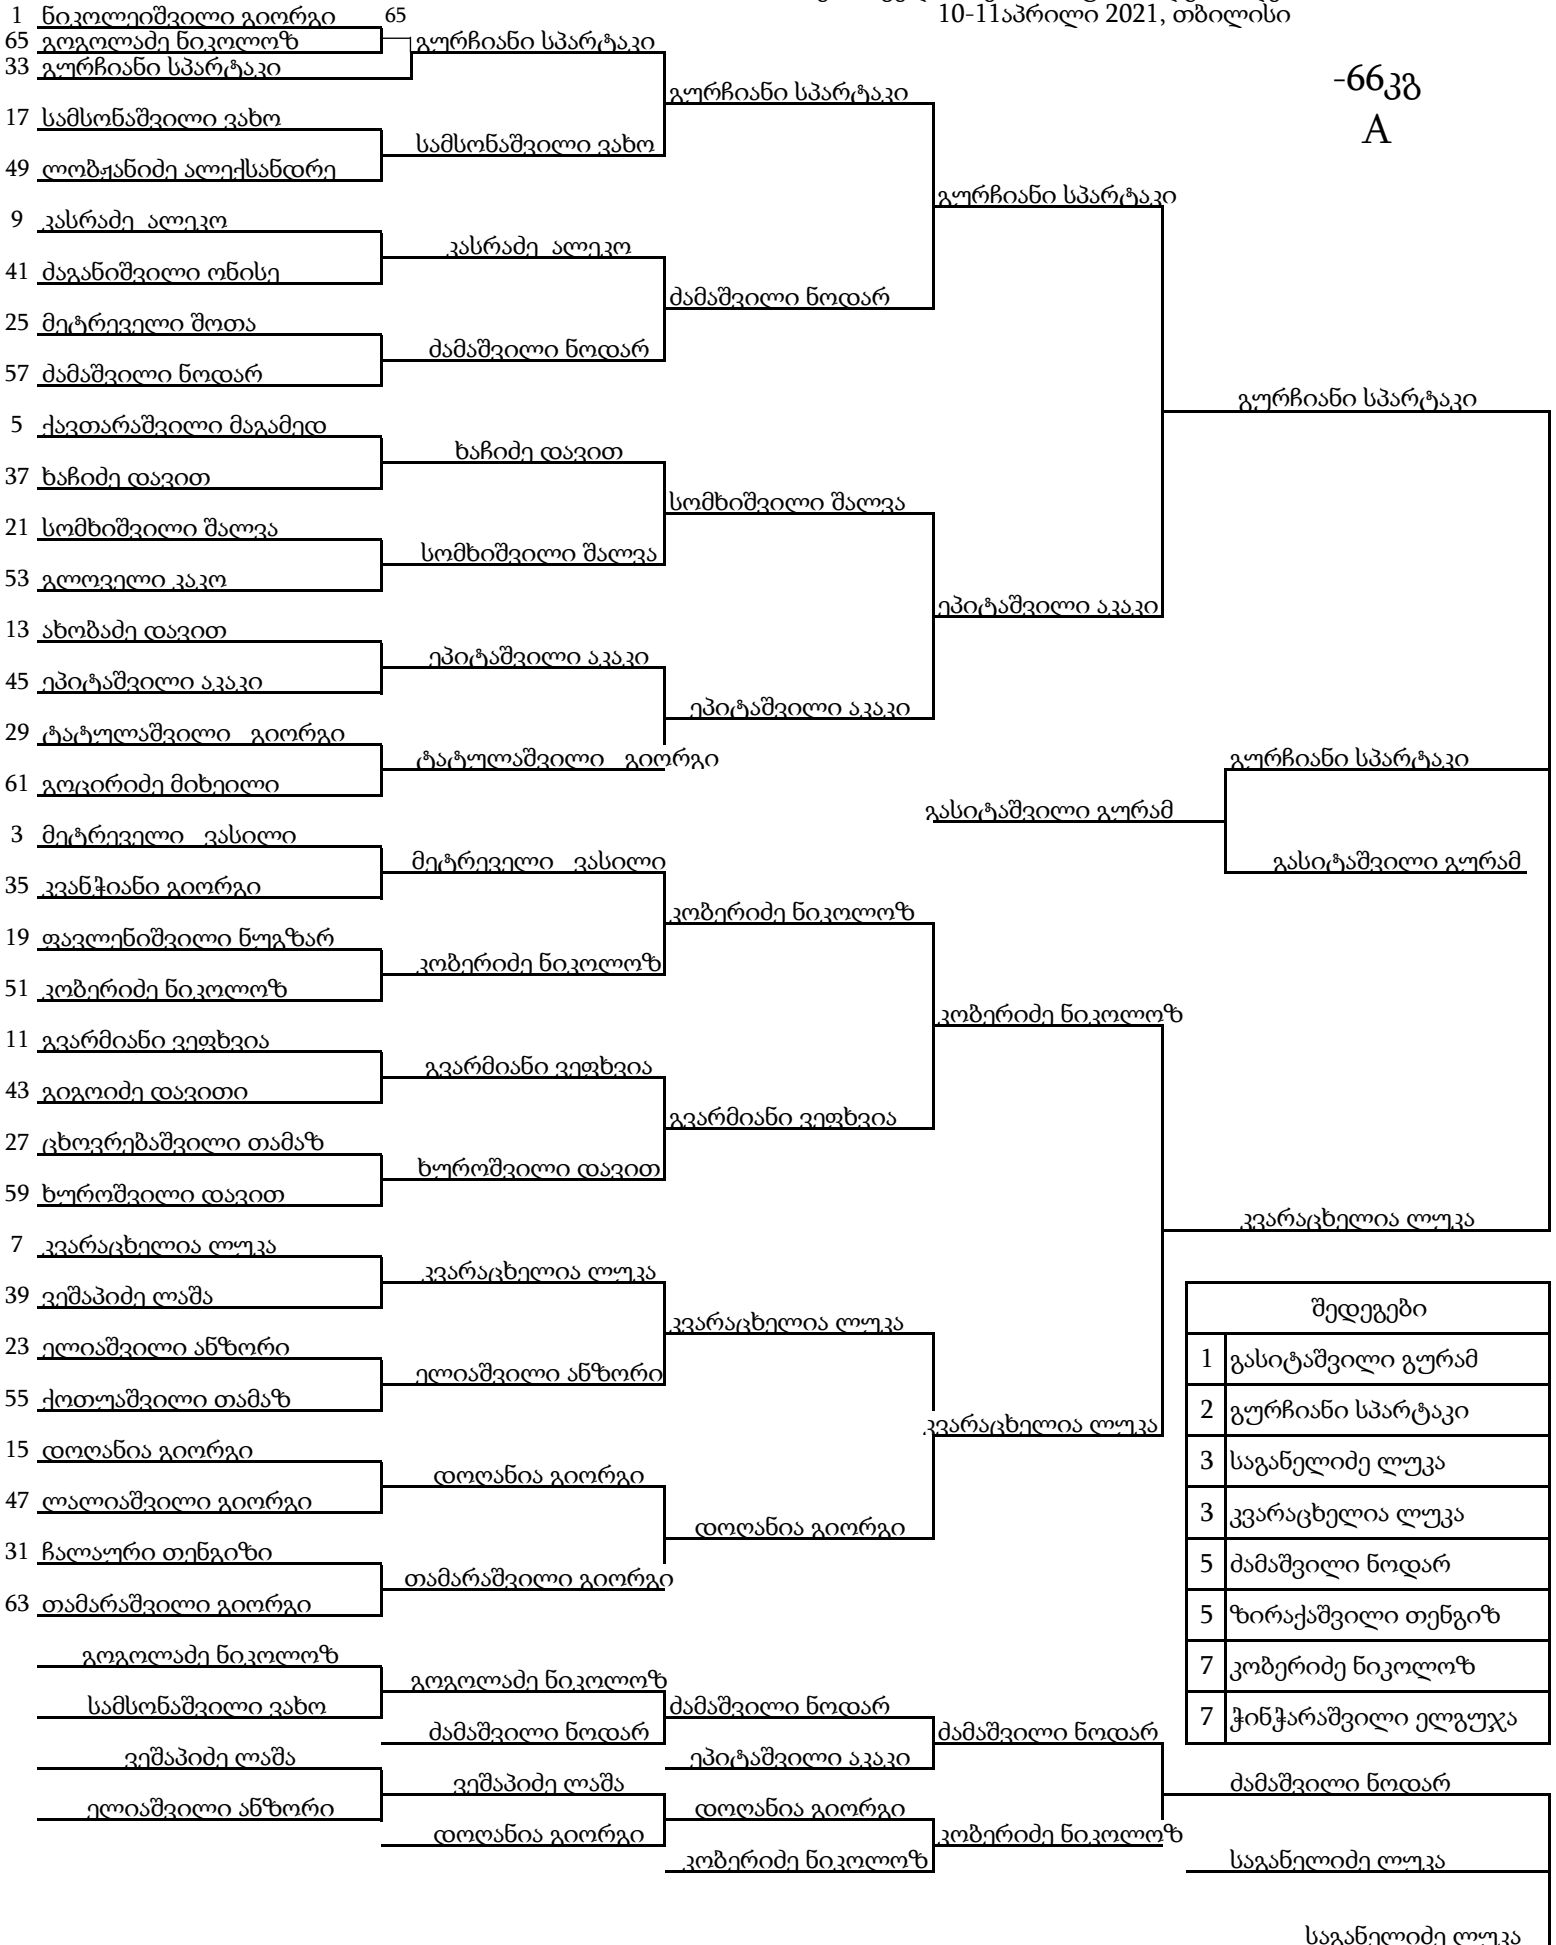 10-11აპრილი 2021, თბილისი
-66კგ
A
1 ნიკოლეიშვილი გიორგი 65
65 გოგოლაძე ნიკოლოზ
33 გურჩიანი სპარტაკი
გურჩიანი სპარტაკი
გურჩიანი სპარტაკი
17 სამსონაშვილი ვახო
სამსონაშვილი ვახო
49 ლობჟანიძე ალექსანდრე
გურჩიანი სპარტაკი
9 კასრაძე ალეკო
კასრაძე ალეკო
41 ძაგანიშვილი ონისე
ძამაშვილი ნოდარ
25 მეტრეველი შოთა
ძამაშვილი ნოდარ
57 ძამაშვილი ნოდარ
გურჩიანი სპარტაკი
5 ქავთარაშვილი მაგამედ
ხაჩიძე დავით
37 ხაჩიძე დავით
სომხიშვილი შალვა
21 სომხიშვილი შალვა
სომხიშვილი შალვა
53 გლოველი კაკო
ეპიტაშვილი აკაკი
13 ახობაძე დავით
ეპიტაშვილი აკაკი
45 ეპიტაშვილი აკაკი
ეპიტაშვილი აკაკი
29 ტატულაშვილი გიორგი
ტატულაშვილი გიორგი
გურჩიანი სპარტაკი
61 გოცირიძე მიხეილი
გასიტაშვილი გურამ
3 მეტრეველი ვასილი
მეტრეველი ვასილი
გასიტაშვილი გურამ
35 კვანჭიანი გიორგი
კობერიძე ნიკოლოზ
19 ფავლენიშვილი ნუგზარ
კობერიძე ნიკოლოზ
51 კობერიძე ნიკოლოზ
კობერიძე ნიკოლოზ
11 გვარმიანი ვეფხვია
გვარმიანი ვეფხვია
43 გიგოიძე დავითი
გვარმიანი ვეფხვია
27 ცხოვრებაშვილი თამაზ
ხუროშვილი დავით
59 ხუროშვილი დავით
კვარაცხელია ლუკა
7 კვარაცხელია ლუკა
კვარაცხელია ლუკა
39 ვეშაპიძე ლაშა
შედეგები
კვარაცხელია ლუკა
23 ელიაშვილი ანზორი
1 გასიტაშვილი გურამ
ელიაშვილი ანზორი
55 ქოთუაშვილი თამაზ
2 გურჩიანი სპარტაკი
კვარაცხელია ლუკა
15 დოღანია გიორგი
3 საგანელიძე ლუკა
დოღანია გიორგი
47 ლალიაშვილი გიორგი
3 კვარაცხელია ლუკა
დოღანია გიორგი
31 ჩალაური თენგიზი
5 ძამაშვილი ნოდარ
თამარაშვილი გიორგი
63 თამარაშვილი გიორგი
5 ზირაქაშვილი თენგიზ
გოგოლაძე ნიკოლოზ
7 კობერიძე ნიკოლოზ
გოგოლაძე ნიკოლოზ
სამსონაშვილი ვახო
ძამაშვილი ნოდარ
7 ჭინჭარაშვილი ელგუჯა
ძამაშვილი ნოდარ
ძამაშვილი ნოდარ
ვეშაპიძე ლაშა
ეპიტაშვილი აკაკი
ვეშაპიძე ლაშა
ძამაშვილი ნოდარ
ელიაშვილი ანზორი
დოღანია გიორგი
დოღანია გიორგი
კობერიძე ნიკოლოზ
კობერიძე ნიკოლოზ
საგანელიძე ლუკა
საგანელიძე ლუკა